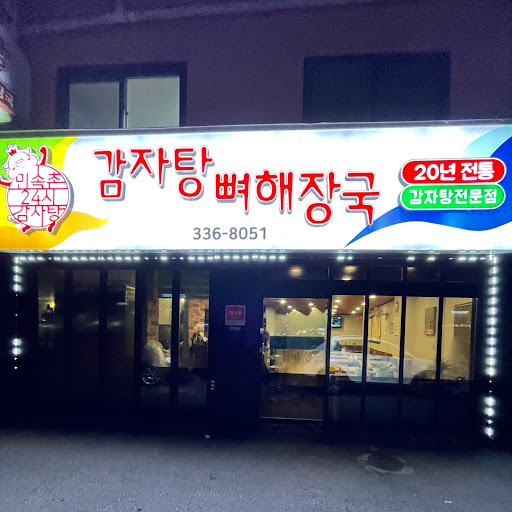 미식촌
24시
감자탕
감자탕 뼈해장국
336-8051
20년 전통
감자탕전문점